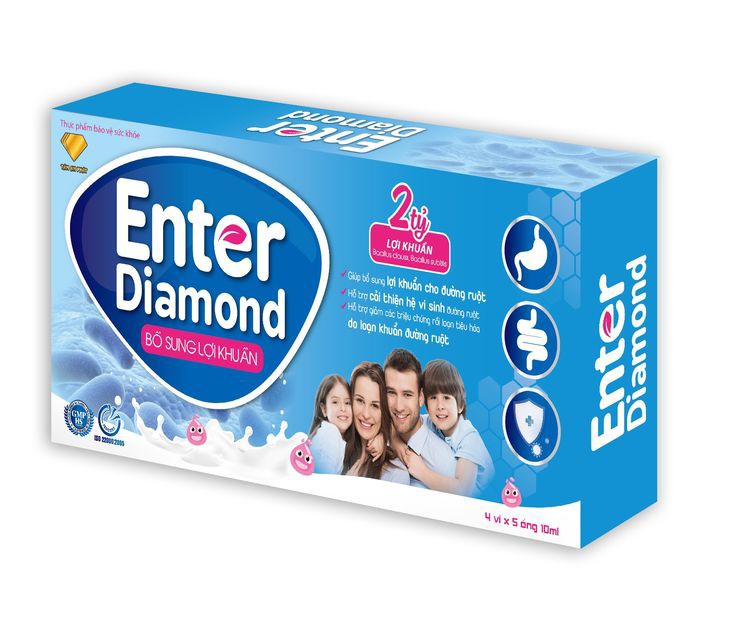 Enter
Diamond
Thực phẩm bảo vệ sức khỏe
Enter
Diamond
BỔ SUNG LỢI KHUẨN
2 tỷ
LỢI KHUẨN
Bacillus clausii, Bacillus subtilis
Giúp bổ sung lợi khuẩn cho đường ruột
Hỗ trợ cải thiện hệ vi sinh đường ruột
Hỗ trợ giảm các triệu chứng rối loạn tiêu hóa
do loạn khuẩn đường ruột
GMP
HS
ISO 22000:2005
4 vỉ x 5 ống 10ml
Enter
Diamond